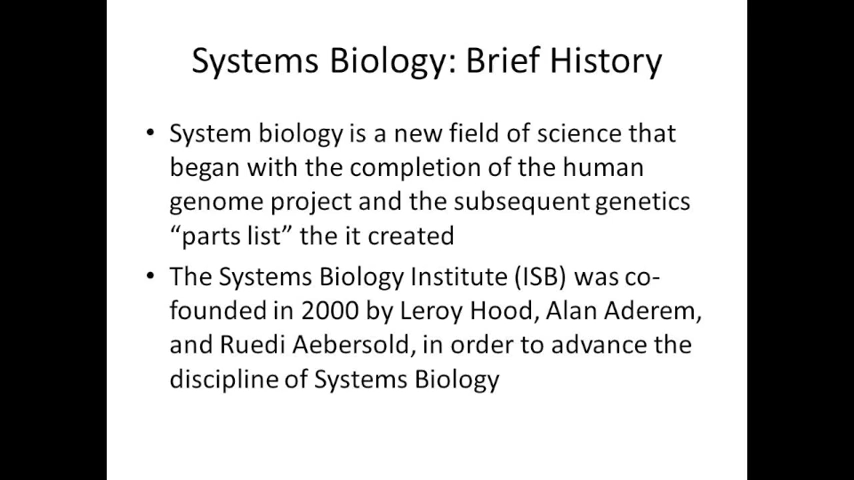 Systems Biology: Brief History
• System biology is a new field of science that
began with the completion of the human
genome project and the subsequent genetics
“parts list” the it created
• The Systems Biology Institute (ISB) was co-
founded in 2000 by Leroy Hood, Alan Aderem,
and Ruedi Aebersold, in order to advance the
discipline of Systems Biology